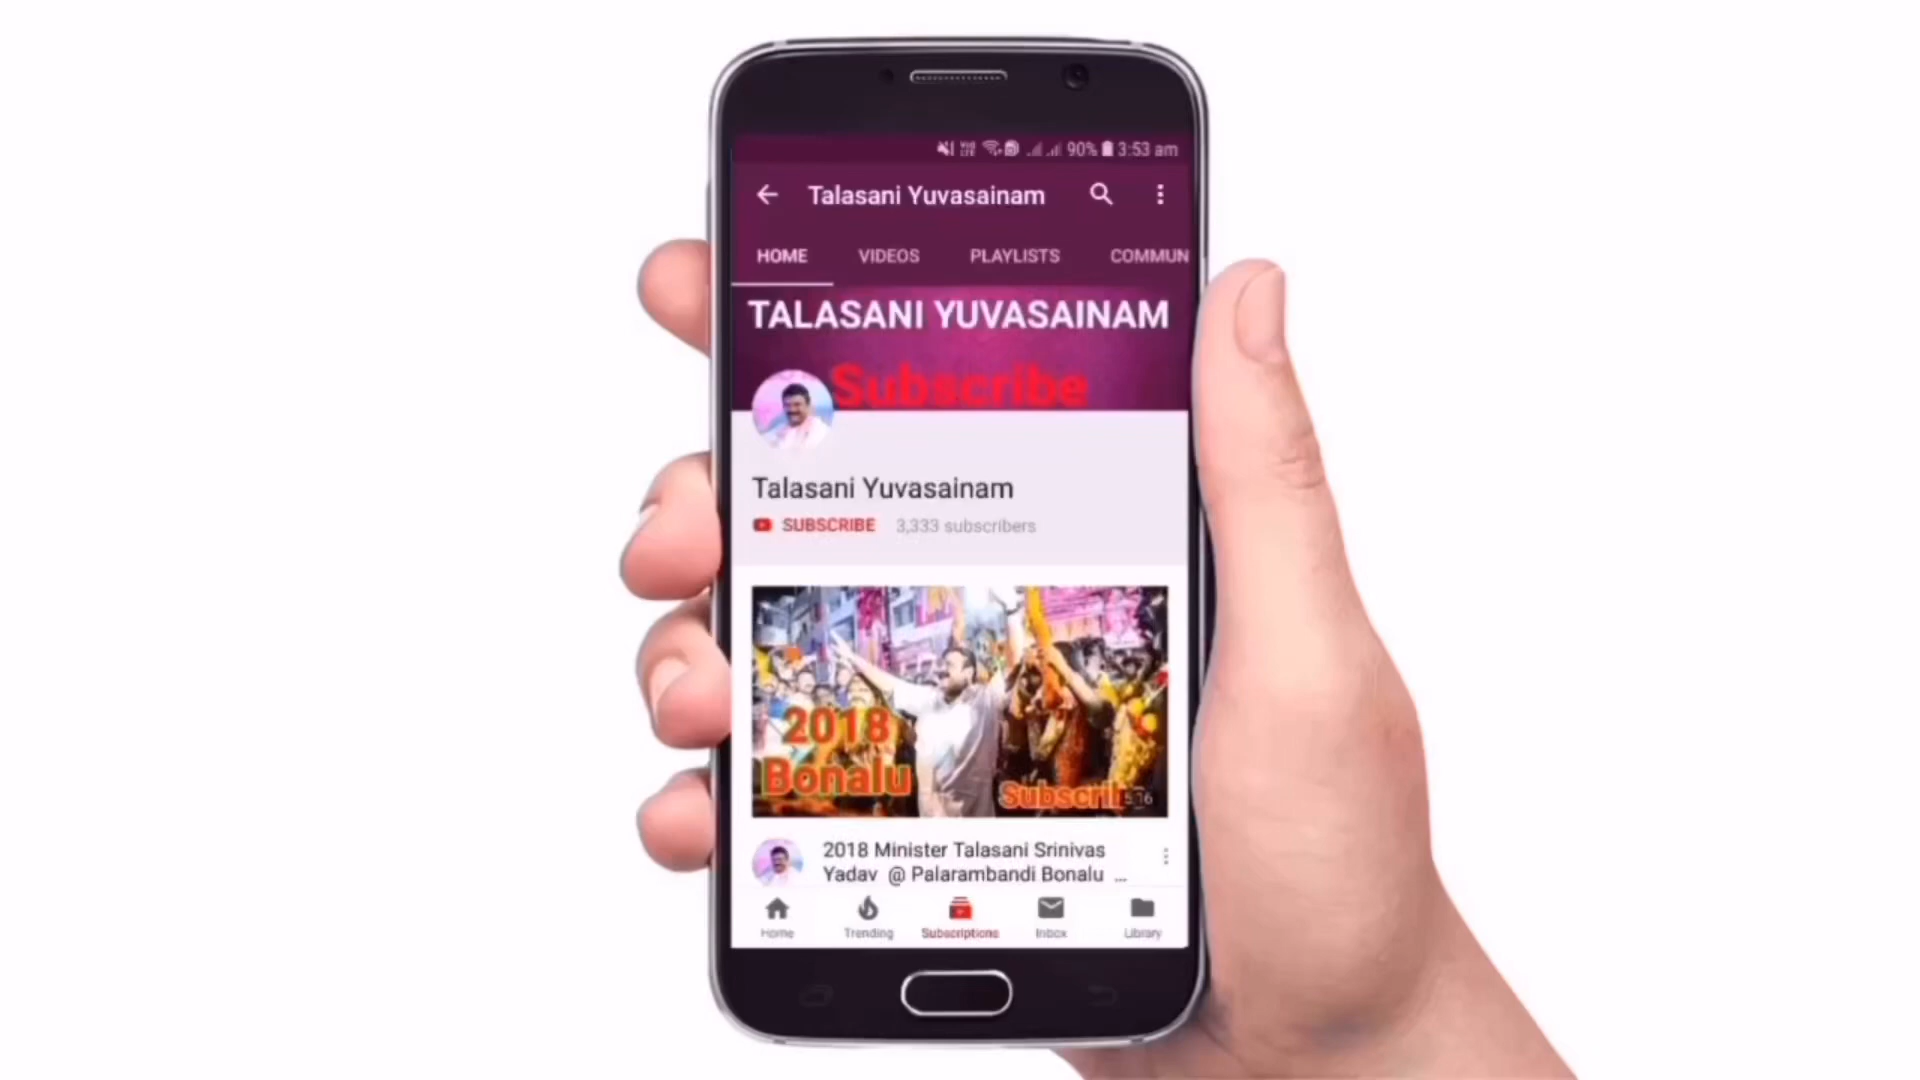 90% 3:53 am
Talasani Yuvasainam
HOME VIDEOS PLAYLISTS COMMUN
TALASANI YUVASAINAM
Subscribe
Talasani Yuvasainam
SUBSCRIBE 3,333 subscribers
2018
Bonalu
Subscrib
2018 Minister Talasani Srinivas
Yadav @ Palarambandi Bonalu ...
Home Trending Subscriptions Inbox Library